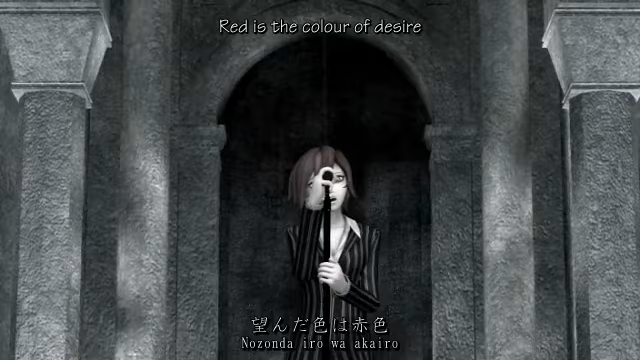 Red is the colour of desire
望んだ色は赤色
Nozonda iro wa akairo